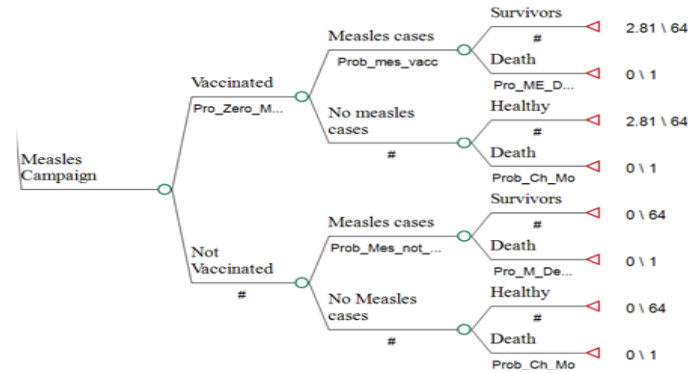 Survivors
#
2.81 \ 64
Measles cases
Prob_mes_vacc
Death
Pro_ME_D...
0 \ 1
Vaccinated
Pro_Zero_M...
Healthy
#
2.81 \ 64
No measles
cases
#
Death
Prob_Ch_Mo
0 \ 1
Measles
Campaign
Survivors
#
0 \ 64
Measles cases
Prob_Mes_not_...
Death
Pro_M_De...
0 \ 1
Not
Vaccinated
#
Healthy
#
0 \ 64
No Measles
cases
#
Death
Prob_Ch_Mo
0 \ 1